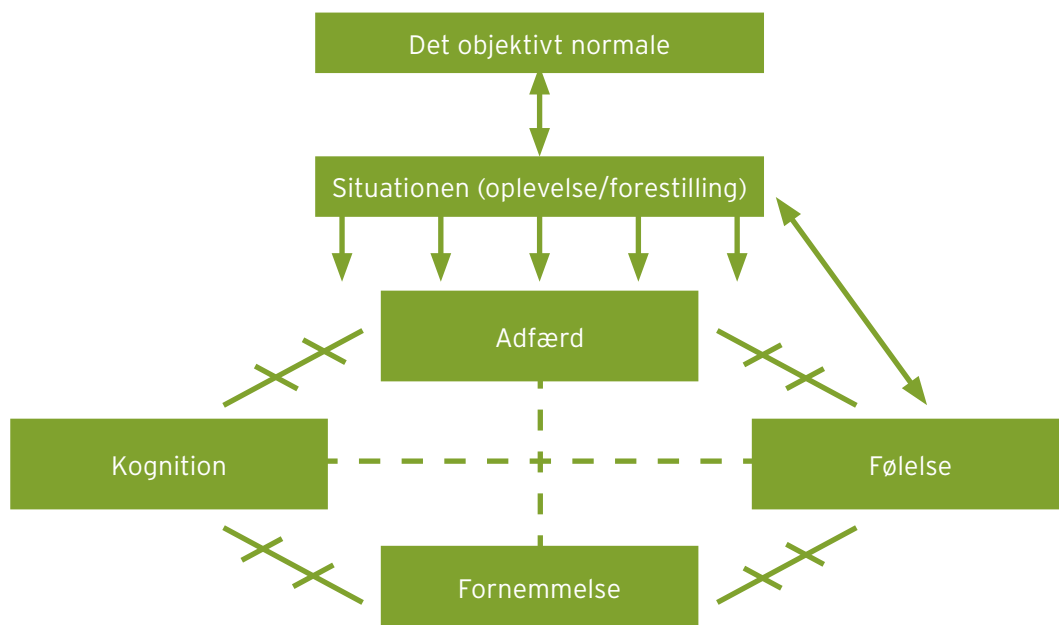 Det objektivt normale
Situationen (oplevelse/forestilling)
Adfærd
Kognition
Følelse
Fornemmelse